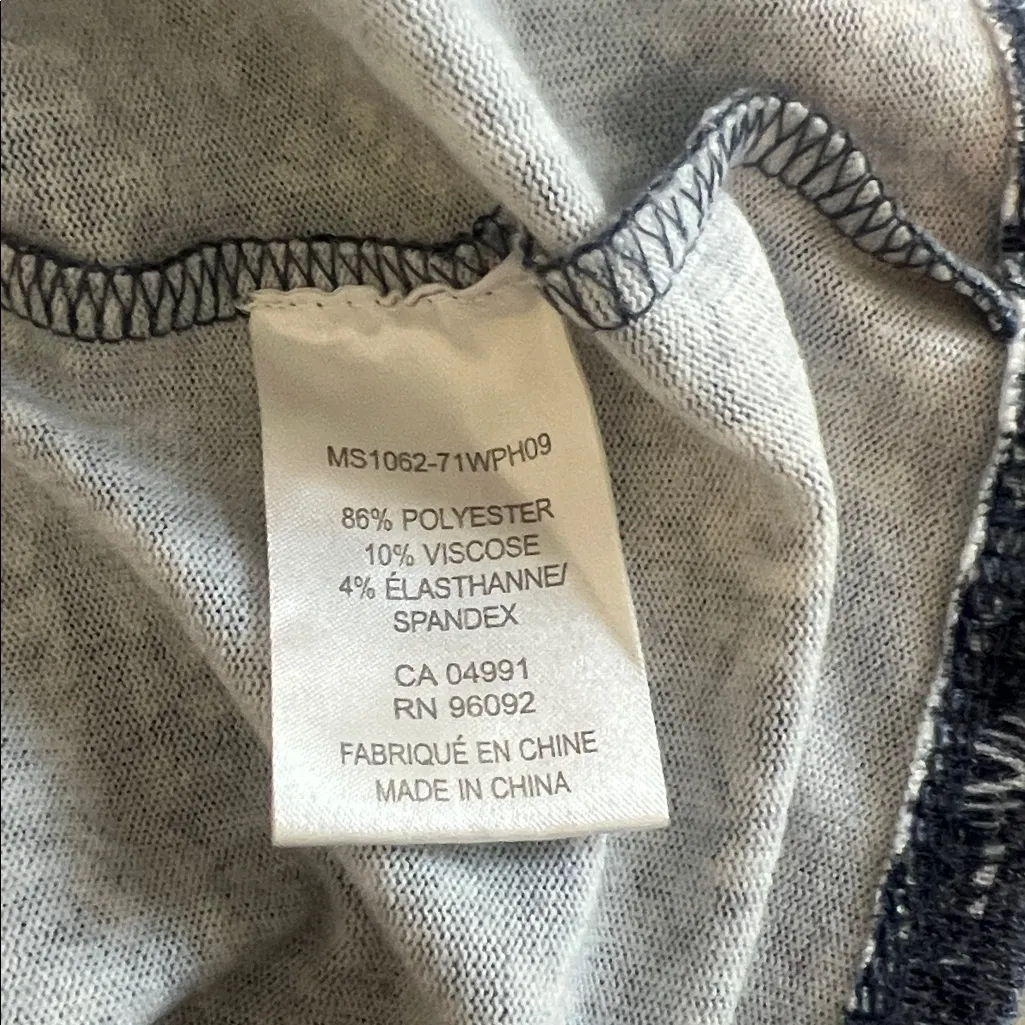 MS1062-71WPH09
86% POLYESTER
10% VISCOSE
4% ÉLASTHANNE/
SPANDEX
CA 04991
RN 96092
FABRIQUÉ EN CHINE
MADE IN CHINA